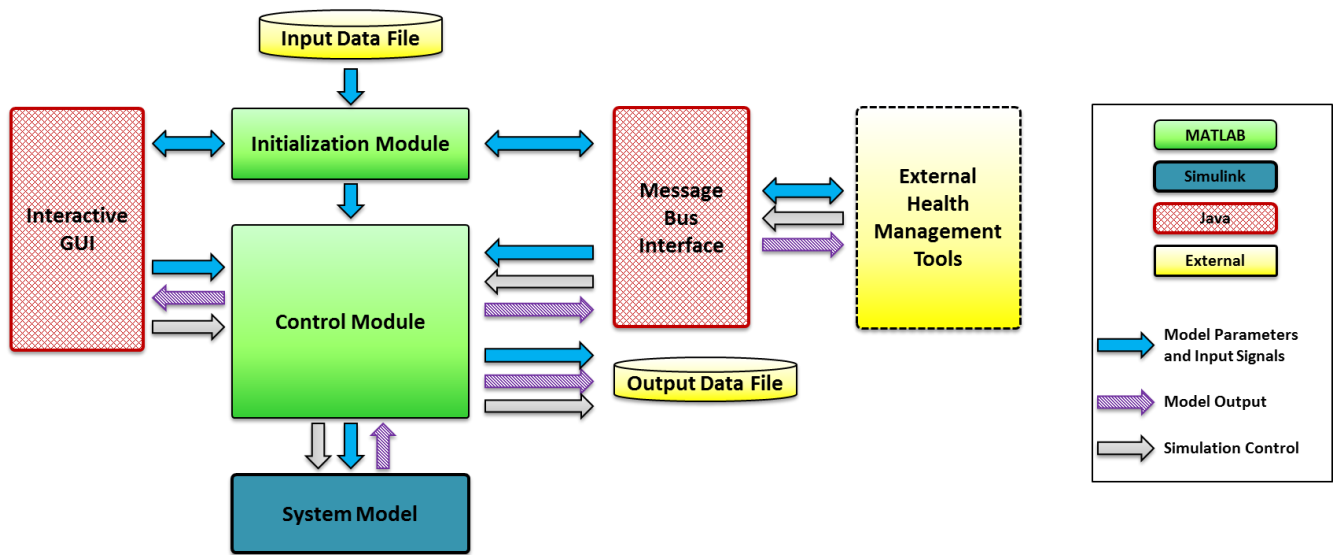 Input Data File
Initialization Module
Interactive
GUI
Message
Bus
Interface
External
Health
Management
Tools
Control Module
Output Data File
System Model
MATLAB
Simulink
Java
External
Model Parameters
and Input Signals
Model Output
Simulation Control